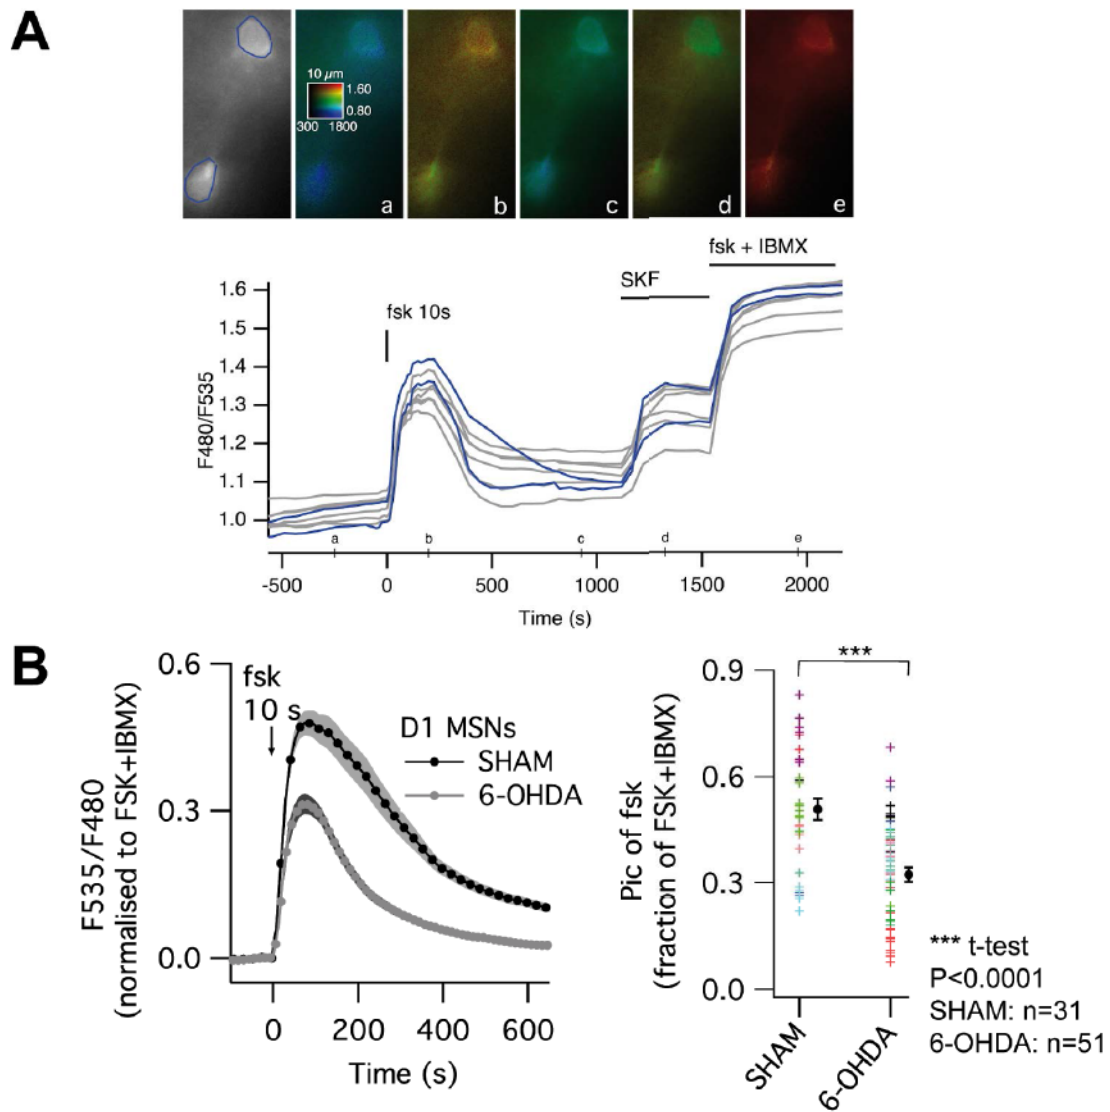 A
10 µm
1.60
0.80
300 1800
a
b
c
d
e
fsk + IBMX
SKF
fsk 10s
F480/F535
1.6
1.5
1.4
1.3
1.2
1.1
1.0
a b c d e
-500 0 500 1000 1500 2000
Time (s)
B
F535/F480
(normalised to FSK+IBMX)
0.6
0.3
0.0
fsk
10 s
D1 MSNs
SHAM
6-OHDA
0 200 400 600
Time (s)
Pic of fsk
(fraction of FSK+IBMX)
0.9
0.6
0.3
0.0
***
SHAM
6-OHDA
*** t-test
P<0.0001
SHAM: n=31
6-OHDA: n=51